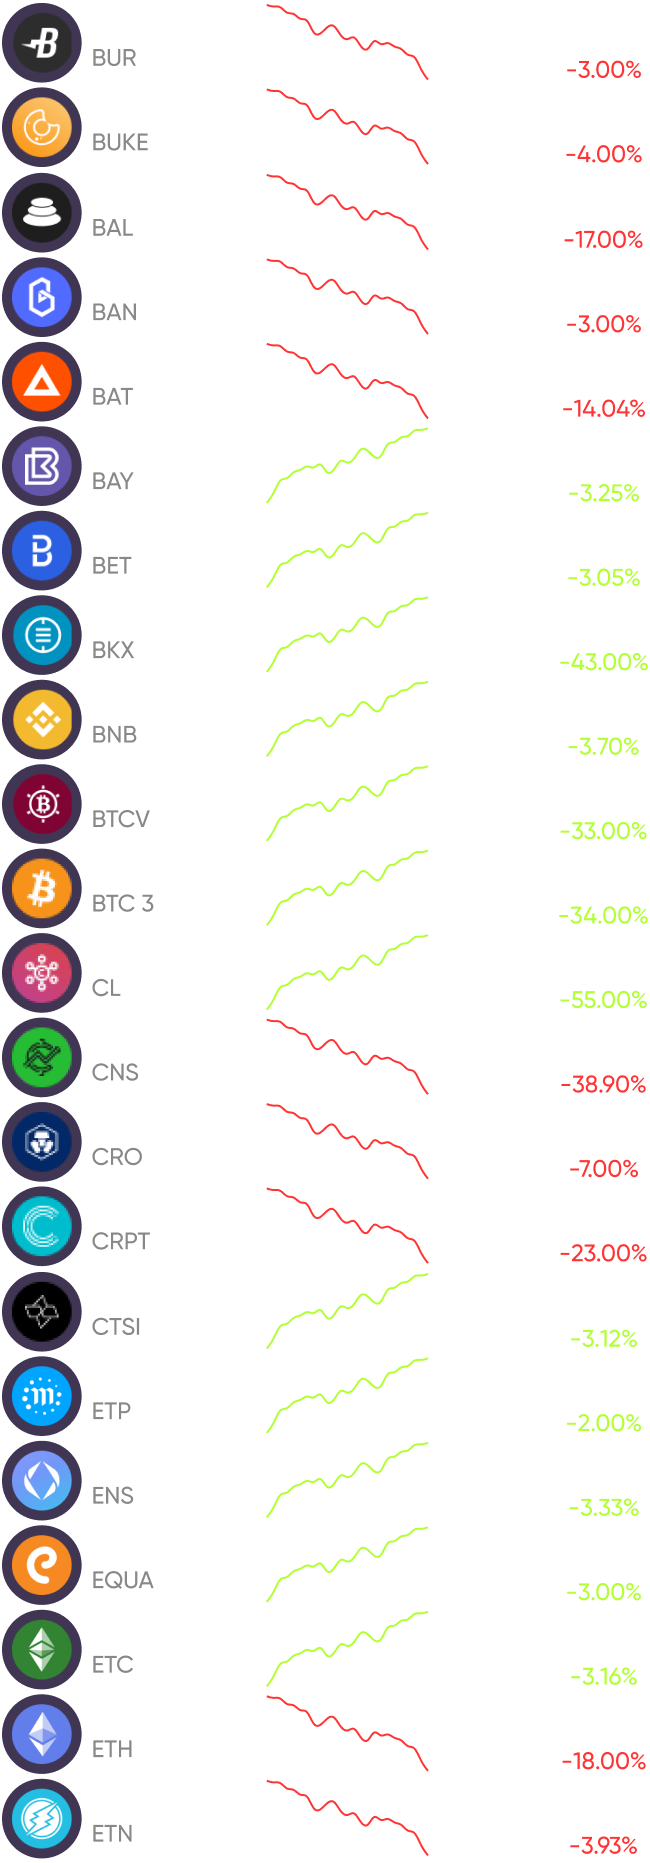 BUR -3.00%
BUKE -4.00%
BAL -17.00%
BAN -3.00%
BAT -14.04%
BAY -3.25%
BET -3.05%
BKX -43.00%
BNB -3.70%
BTCV -33.00%
BTC 3 -34.00%
CL -55.00%
CNS -38.90%
CRO -7.00%
CRPT -23.00%
CTSI -3.12%
ETP -2.00%
ENS -3.33%
EQUA -3.00%
ETC -3.16%
ETH -18.00%
ETN -3.93%